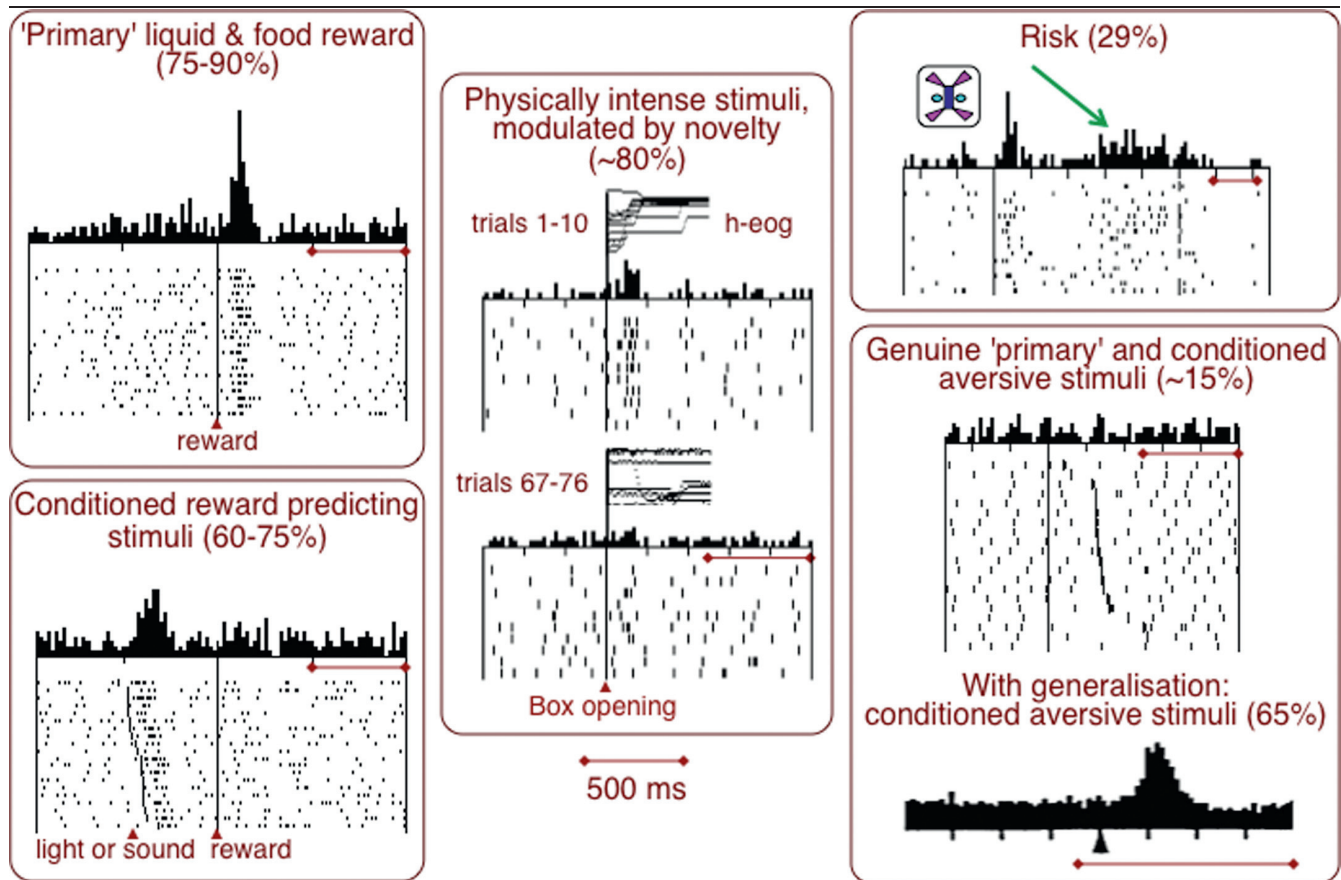 'Primary' liquid & food reward
(75-90%)
reward
Conditioned reward predicting
stimuli (60-75%)
light or sound reward
Physically intense stimuli,
modulated by novelty
(~80%)
trials 1-10 h-eog
trials 67-76
Box opening
500 ms
Risk (29%)
Genuine 'primary' and conditioned
aversive stimuli (~15%)
With generalisation:
conditioned aversive stimuli (65%)